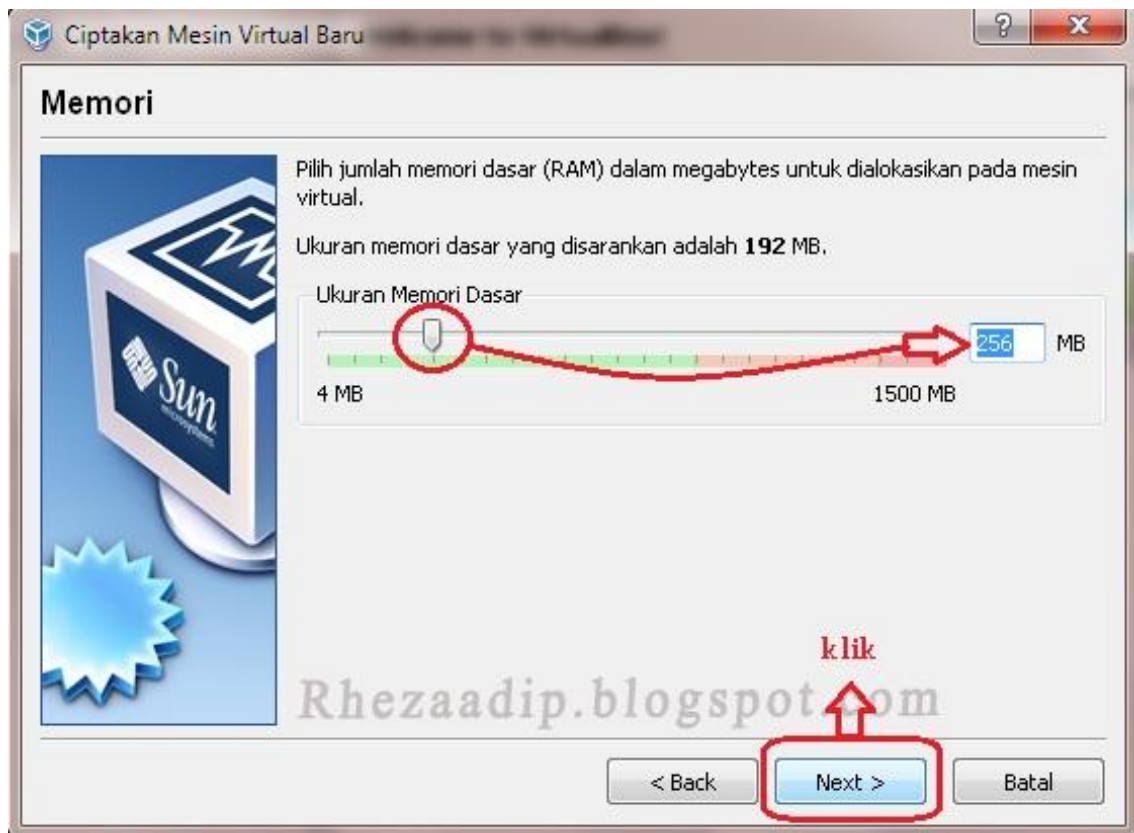 Ciptakan Mesin Virtual Baru
Memori
Pilih jumlah memori dasar (RAM) dalam megabytes untuk dialokasikan pada mesin
virtual.
Ukuran memori dasar yang disarankan adalah 192 MB.
Ukuran Memori Dasar
256 MB
4 MB 1500 MB
Sun
microsystems
klik
Rhezaadip.blogspot.com
< Back Next > Batal